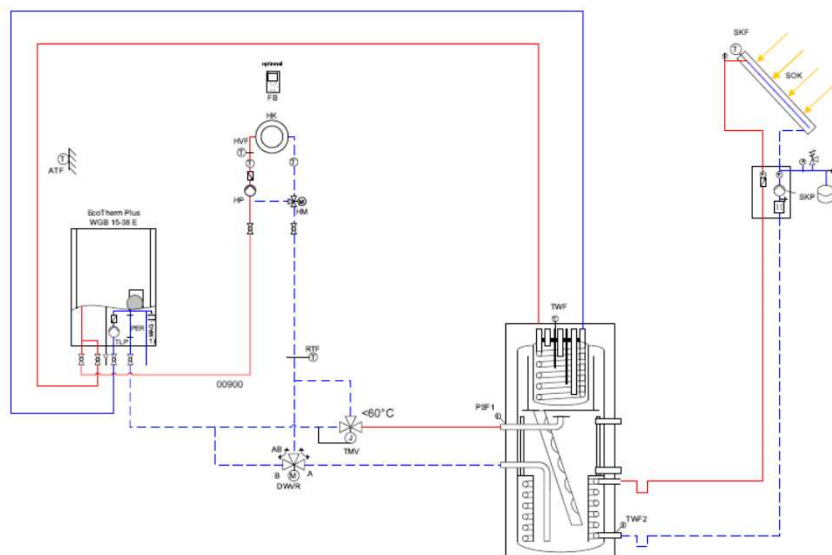 SKF
T
SOK
optional
FB
HK
HVF
T
T
T
ATF
T
HP
M
HM
SKP
EcoTherm Plus
WGB 15-38 E
TWF
T
PER
MAG
TLP
RTF
T
00900
<60°C
PSF1
TMV
AB
B
M
A
DWVR
TWF2